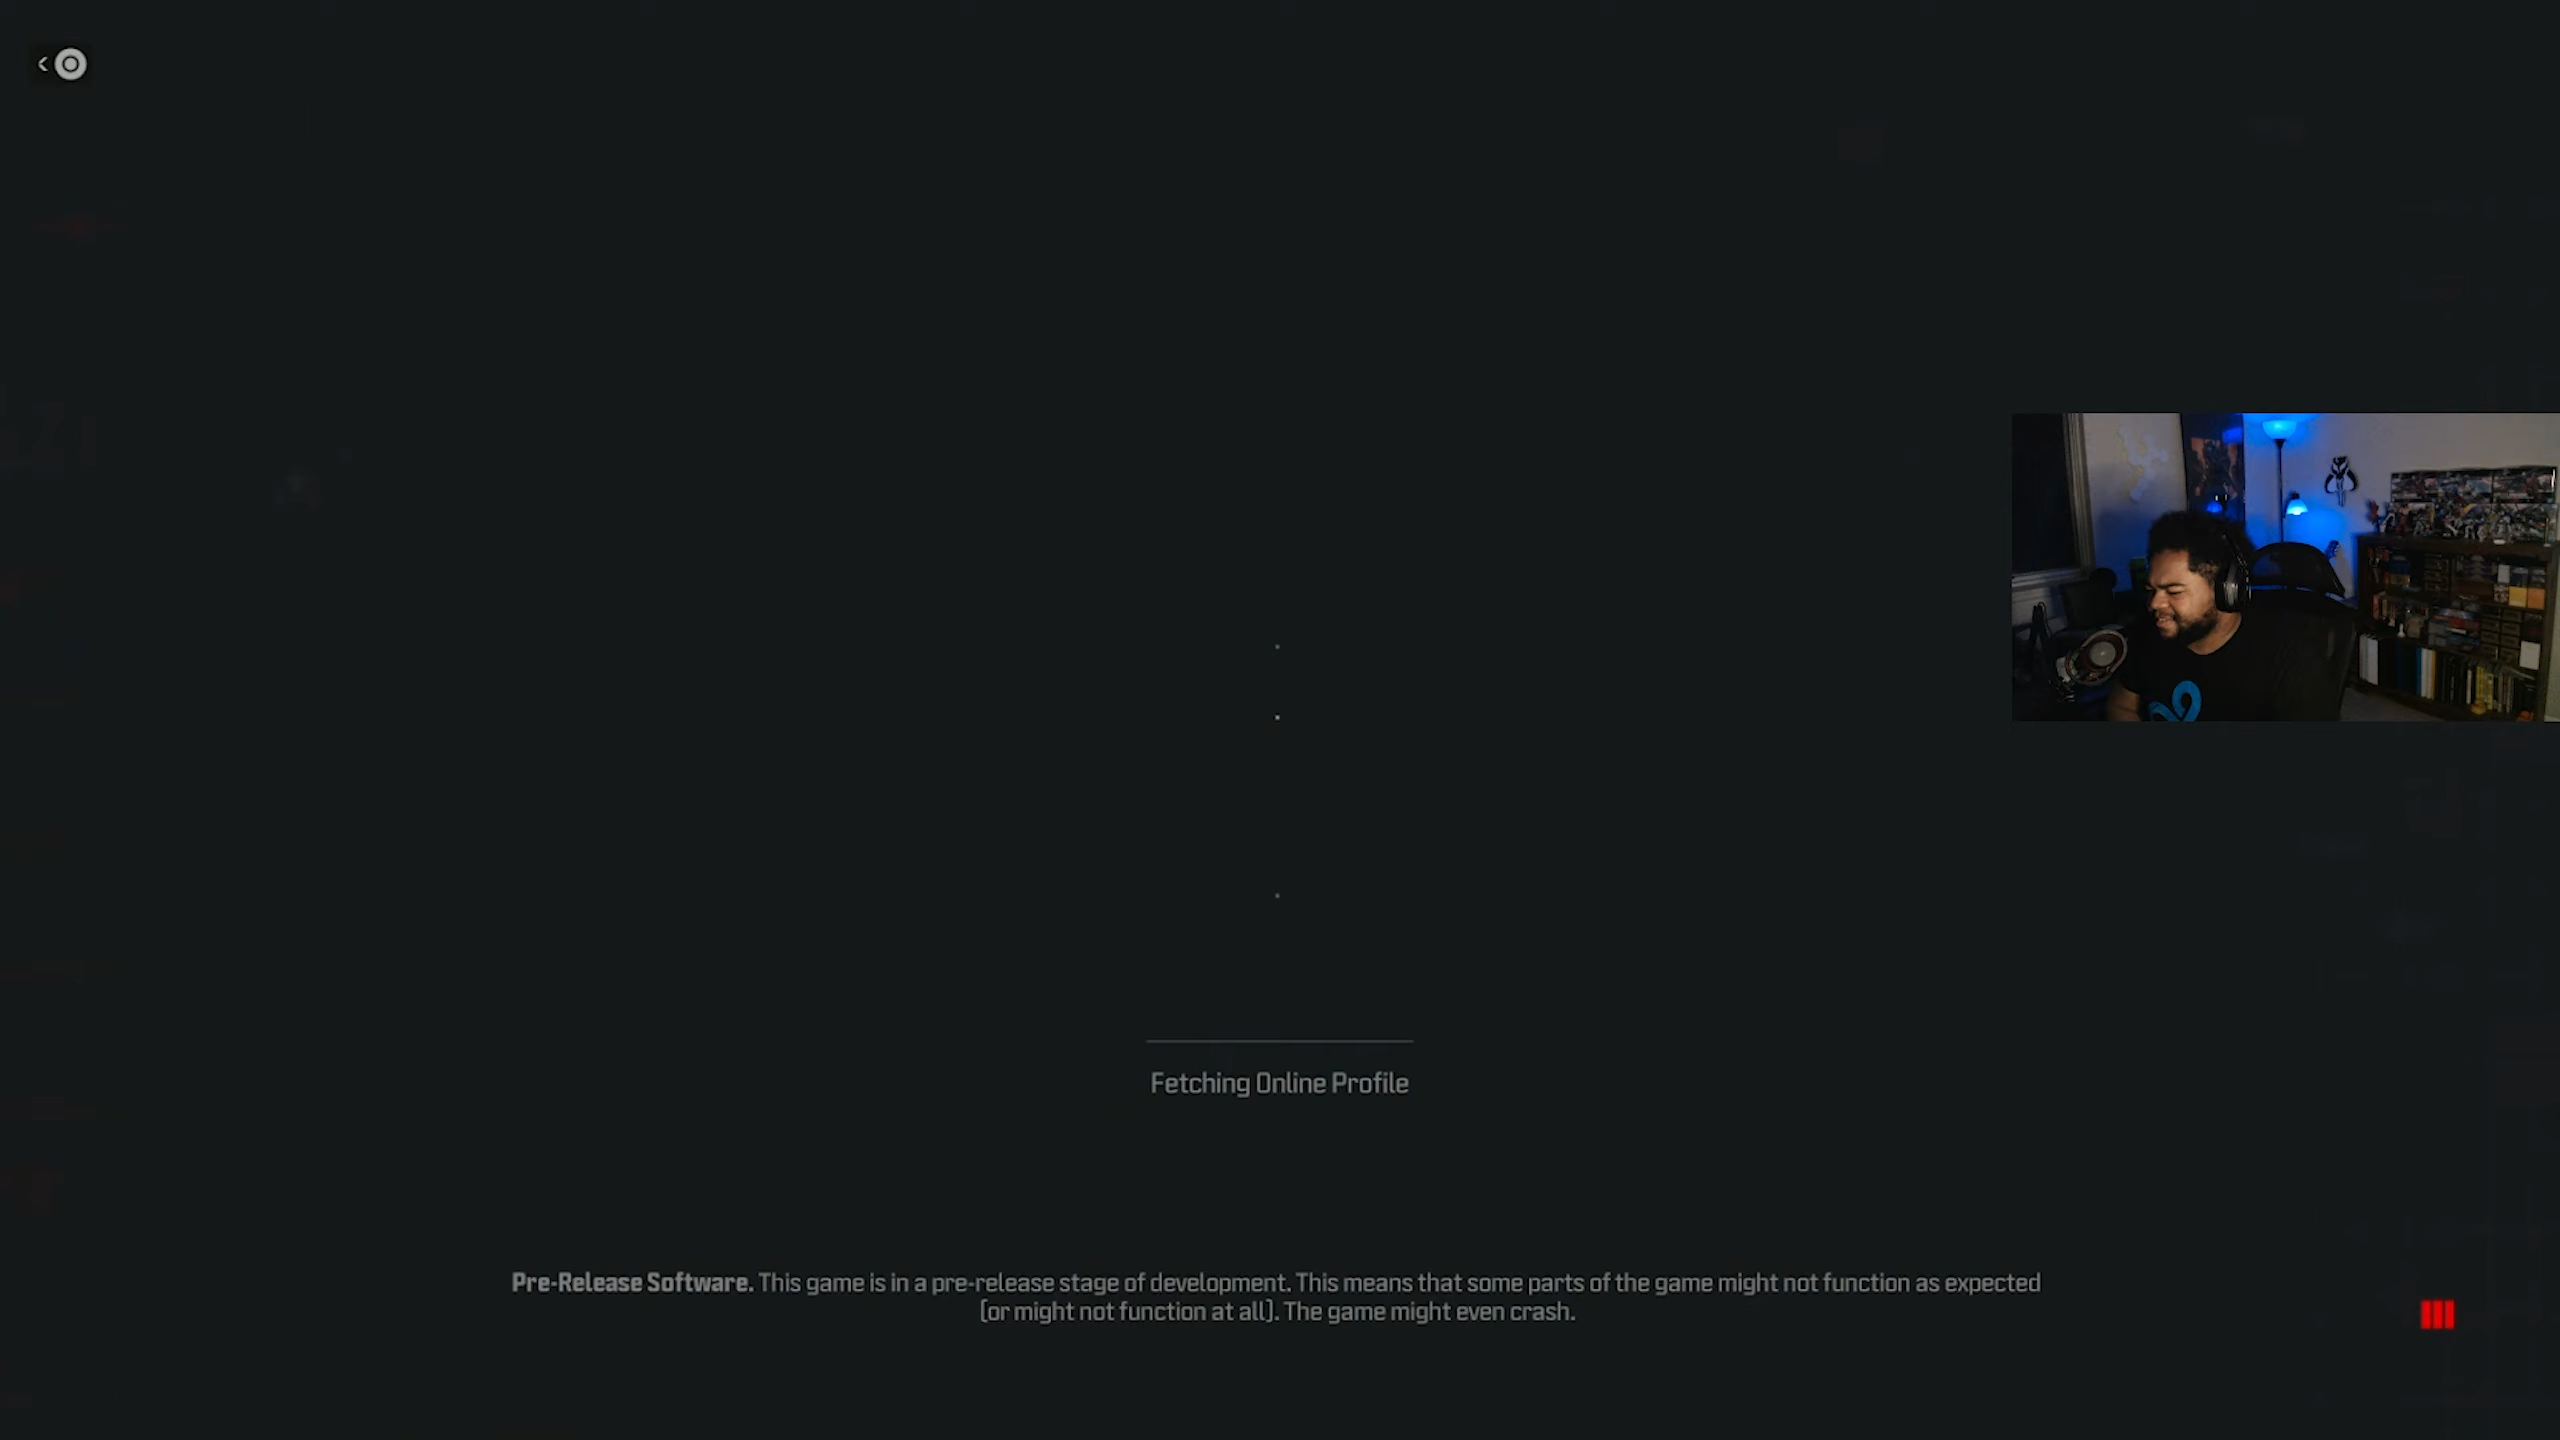 Fetching Online Profile
Pre-Release Software. This game is in a pre-release stage of development. This means that some parts of the game might not function as expected
(or might not function at all). The game might even crash.